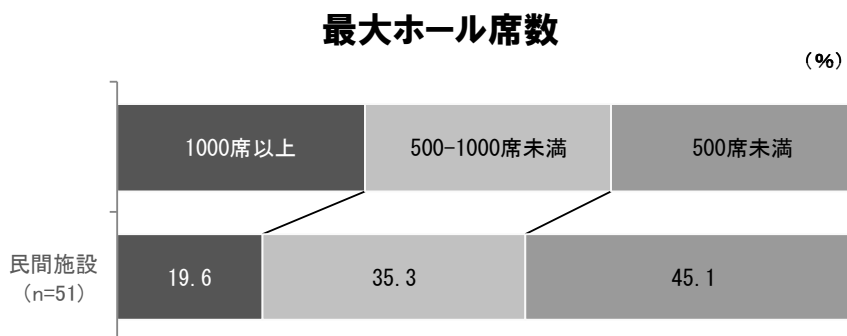 最大ホール席数
（%）
1000席以上 500-1000席未満 500席未満
民間施設
(n=51)
19.6 35.3 45.1